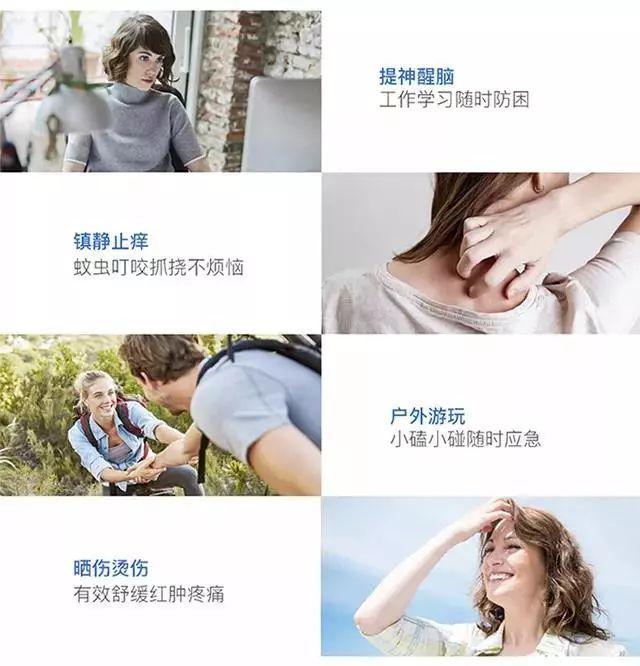 提神醒脑
工作学习随时防困
镇静止痒
蚊虫叮咬抓挠不烦恼
户外游玩
小磕小碰随时应急
晒伤烫伤
有效舒缓红肿疼痛